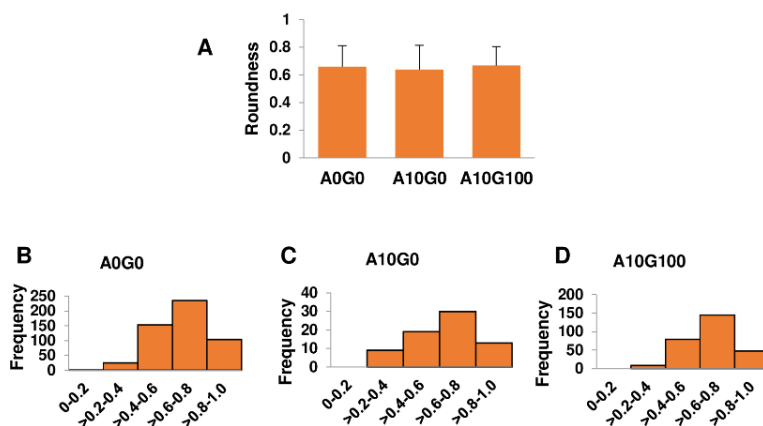 A
Roundness
1
0.8
0.6
0.4
0.2
0
A0G0 A10G0 A10G100
B
A0G0
Frequency
250
200
150
100
50
0
0-0.2 >0.2-0.4 >0.4-0.6 >0.6-0.8 >0.8-1.0
C
A10G0
Frequency
40
30
20
10
0
0-0.2 >0.2-0.4 >0.4-0.6 >0.6-0.8 >0.8-1.0
D
A10G100
Frequency
200
150
100
50
0
0-0.2 >0.2-0.4 >0.4-0.6 >0.6-0.8 >0.8-1.0